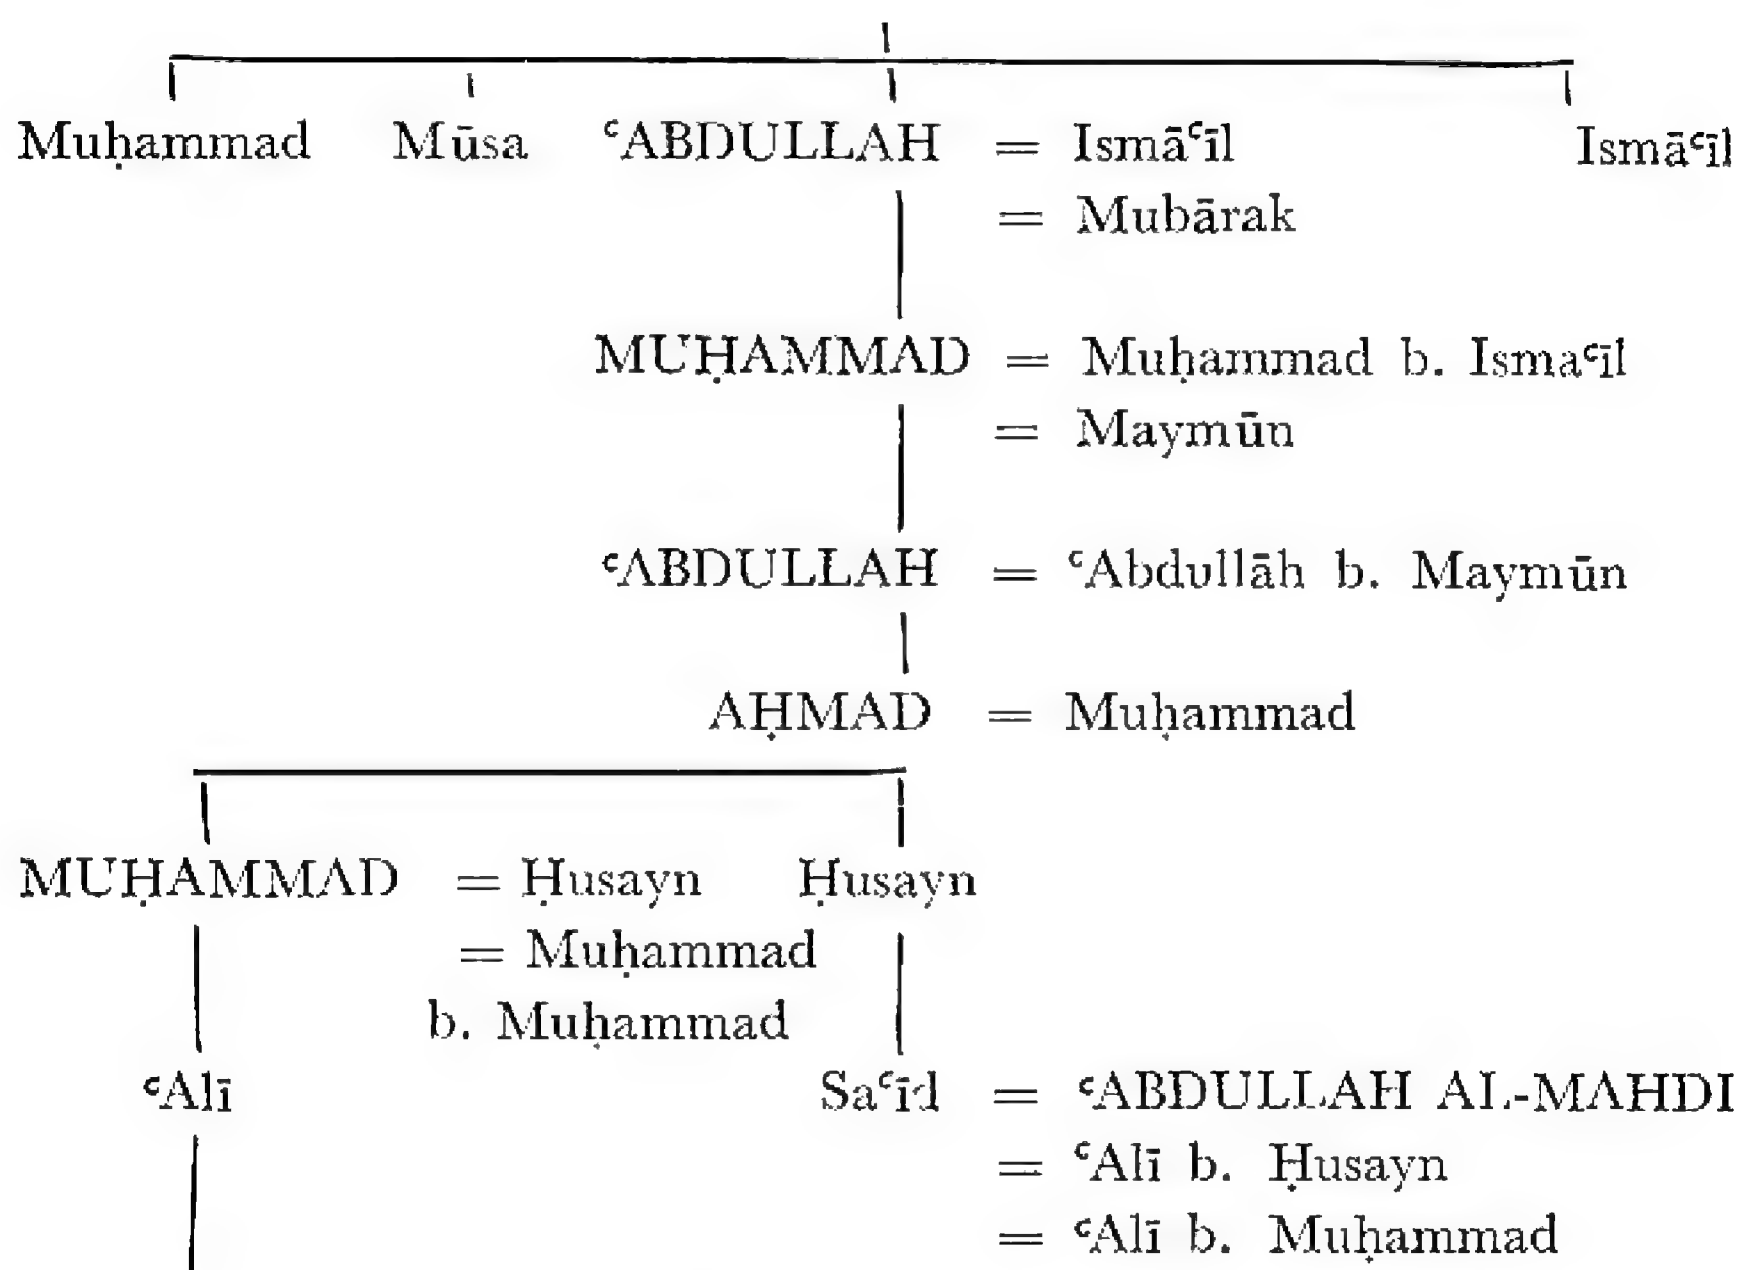 Muḥammad Mūsa ʿABDULLAH = Ismāʿīl Ismāʿīl
= Mubārak
MUḤAMMAD = Muḥammad b. Ismaʿīl
= Maymūn
ʿABDULLAH = ʿAbdullāh b. Maymūn
AḤMAD = Muḥammad
MUḤAMMAD = Ḥusayn Ḥusayn
= Muḥammad
b. Muḥammad
ʿAlī Saʿīd = ʿABDULLAH AL-MAHDI
= ʿAlī b. Ḥusayn
= ʿAlī b. Muḥammad